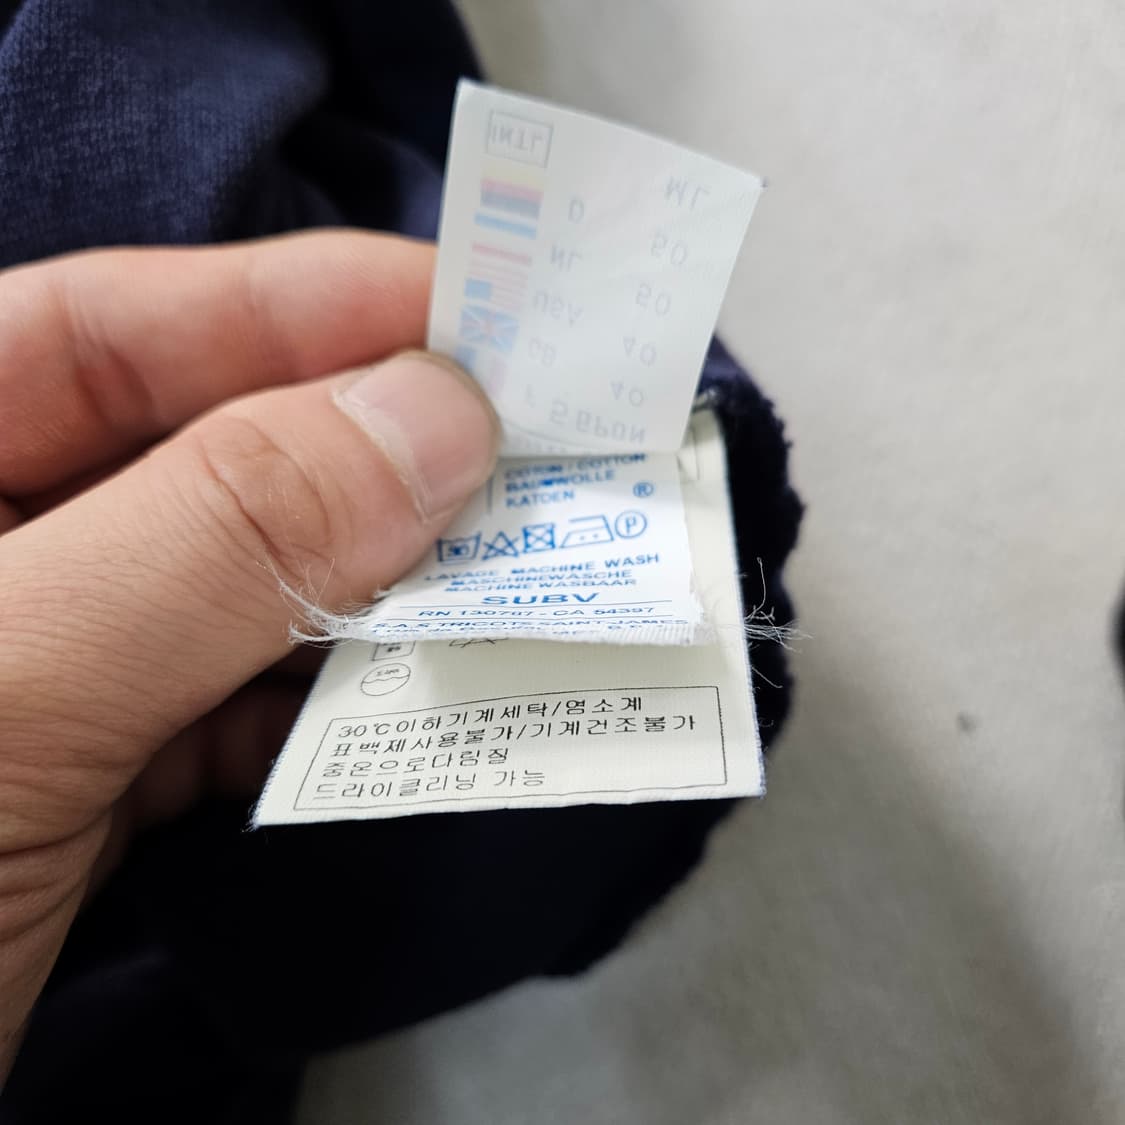 INTL M
D 50
NL 50
USA 40
GB 40
F
COTON / COTTON
BAUMWOLLE
KATOEN ®
30 P
LAVAGE MACHINE WASH
MASCHINENWASCHE
MACHINE WASBAAR
SUBV
RN 130787 - CA 54397
S.A.S TRICOTS SAINT-JAMES
30℃이하기계세탁/염소계
표백제사용불가/기계건조불가
중온으로다림질
드라이클리닝 가능